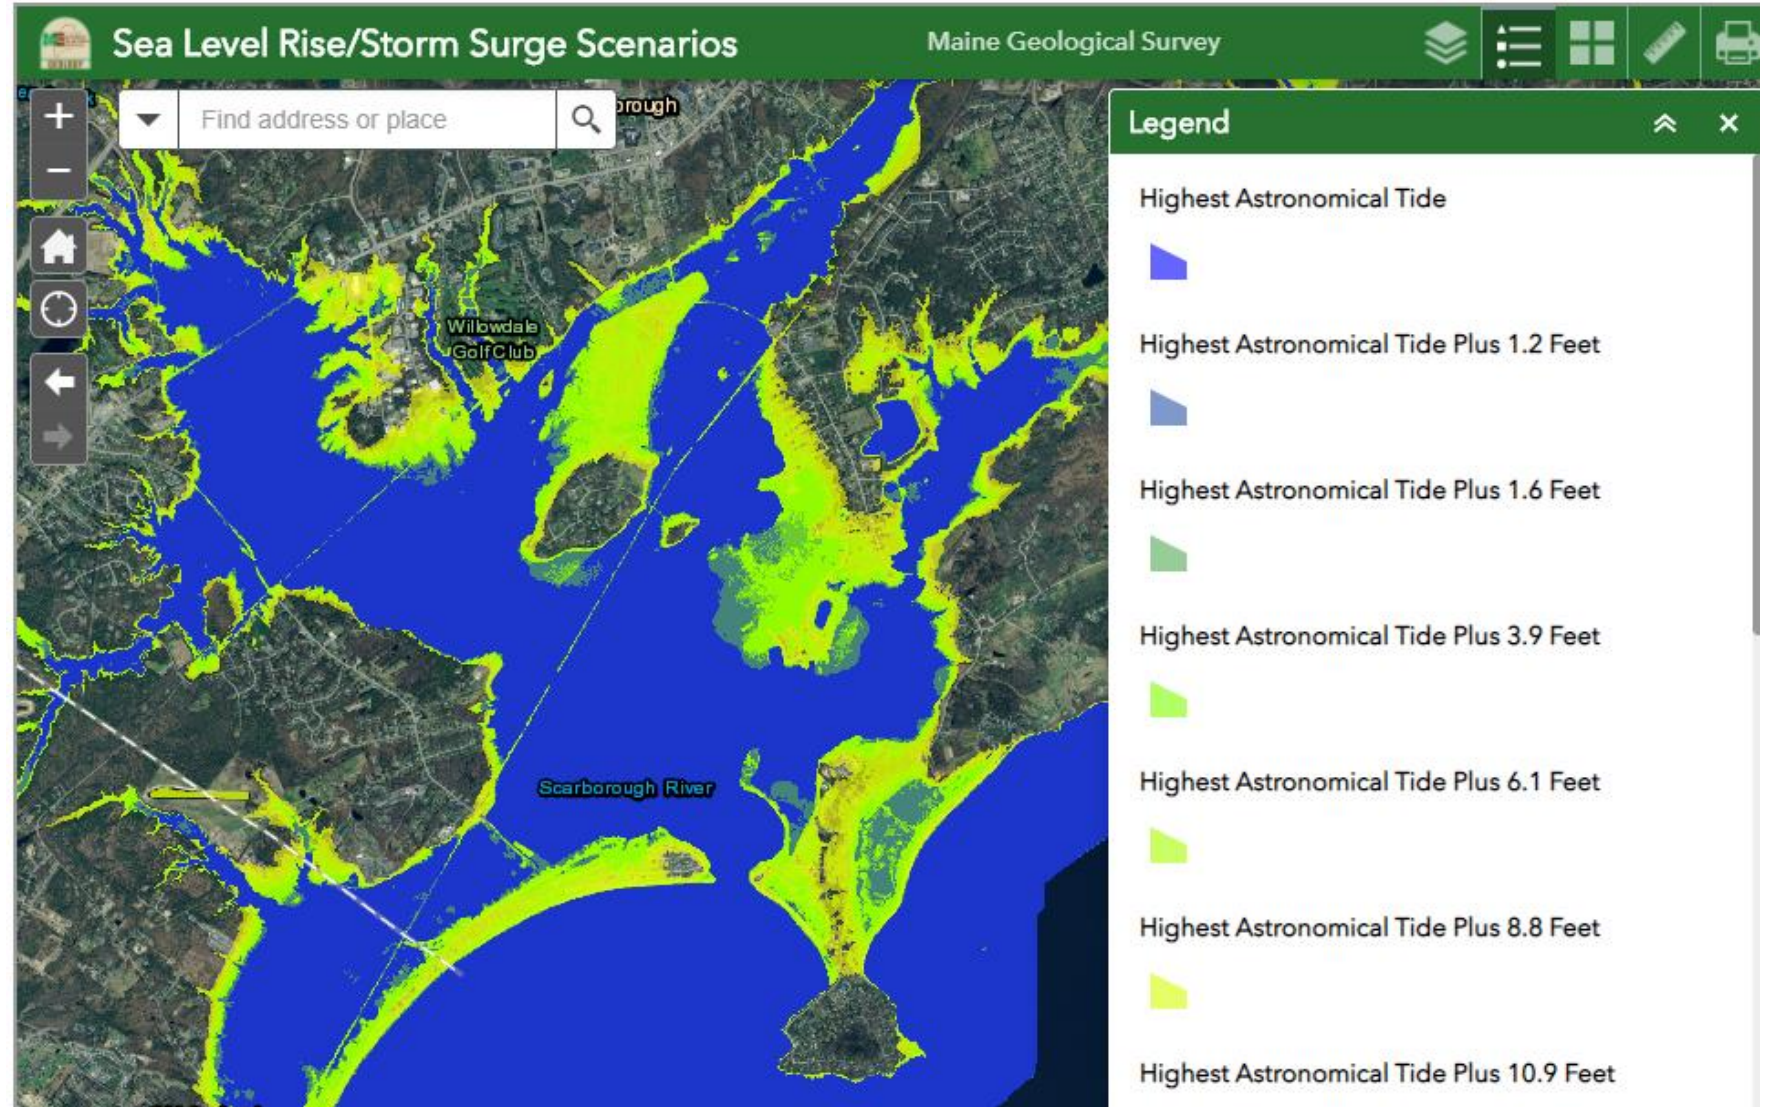 Sea Level Rise/Storm Surge Scenarios
Maine Geological Survey
Find address or place
orough
Legend
Highest Astronomical Tide
Highest Astronomical Tide Plus 1.2 Feet
Highest Astronomical Tide Plus 1.6 Feet
Highest Astronomical Tide Plus 3.9 Feet
Highest Astronomical Tide Plus 6.1 Feet
Highest Astronomical Tide Plus 8.8 Feet
Highest Astronomical Tide Plus 10.9 Feet
Willowdale
Golf Club
Scarborough River